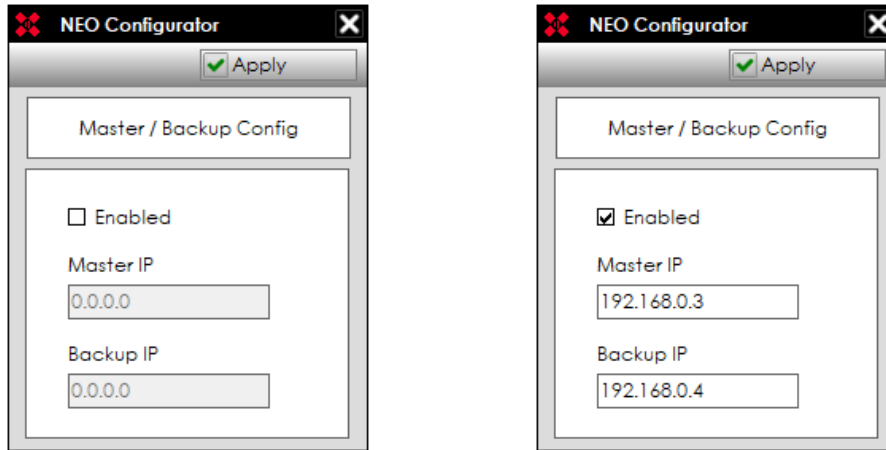 NEO Configurator
Apply
Master / Backup Config
Enabled
Master IP
0.0.0.0
Backup IP
0.0.0.0
NEO Configurator
Apply
Master / Backup Config
Enabled
Master IP
192.168.0.3
Backup IP
192.168.0.4